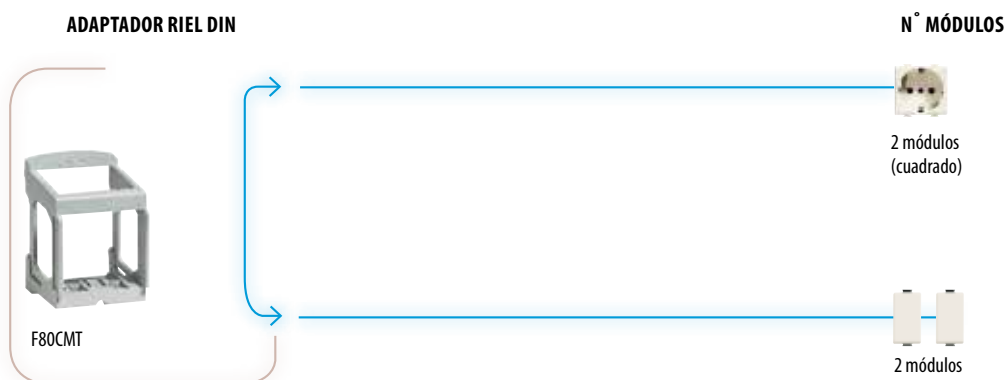 ADAPTADOR RIEL DIN
N° MÓDULOS
2 módulos
(cuadrado)
F80CMT
2 módulos